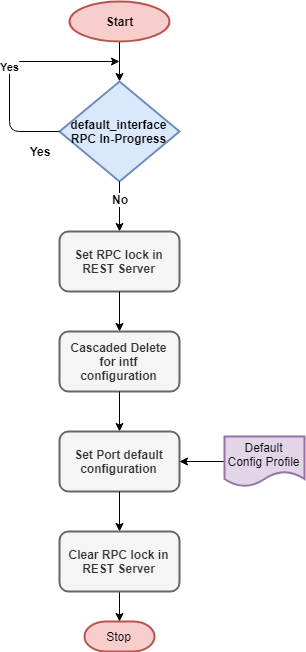 Start
Yes
default_interface
RPC In-Progress
Yes
No
Set RPC lock in
REST Server
Cascaded Delete
for intf
configuration
Set Port default
configuration
Default
Config Profile
Clear RPC lock in
REST Server
Stop